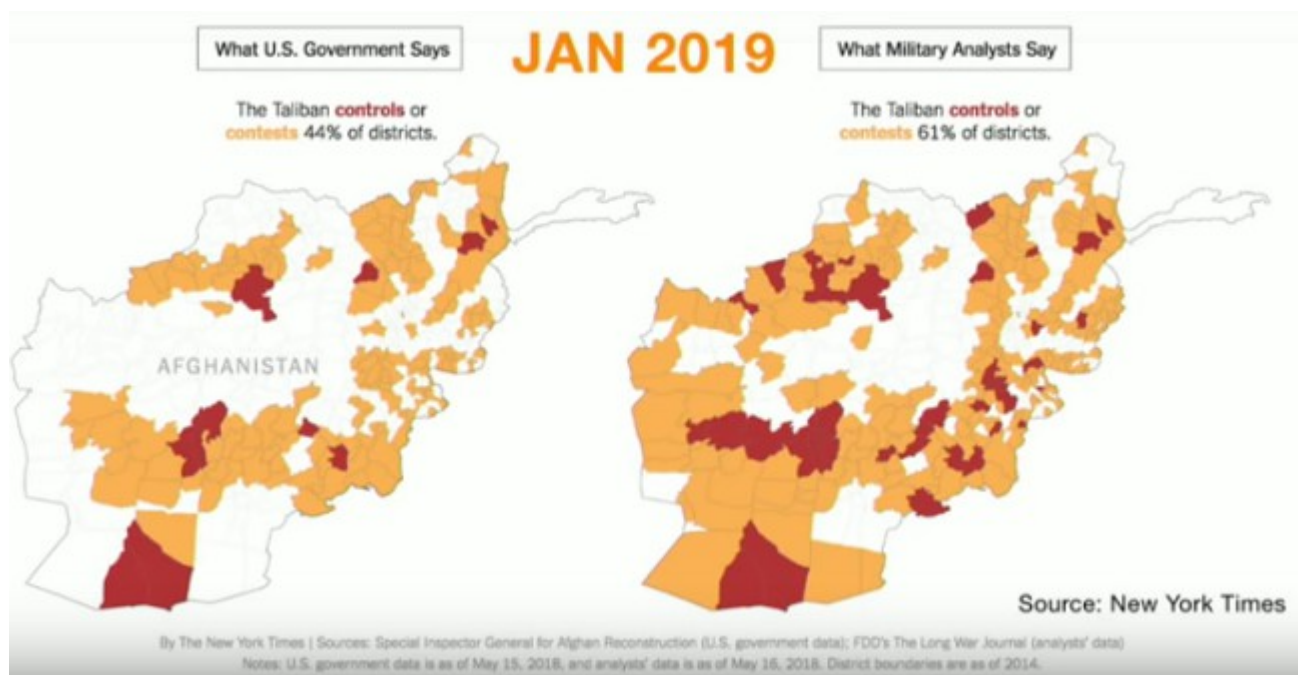 What U.S. Government Says
JAN 2019
What Military Analysts Say
The Taliban controls or
contests 44% of districts.
The Taliban controls or
contests 61% of districts.
AFGHANISTAN
Source: New York Times
By The New York Times | Sources: Special Inspector General for Afghan Reconstruction (U.S. government data); FDD's The Long War Journal (analysts' data)
Notes: U.S. government data is as of May 15, 2018, and analysts' data is as of May 16, 2018. District boundaries are as of 2014.